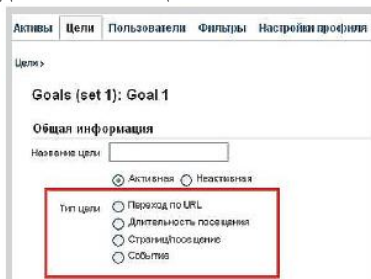 Активы Цели Пользователи Фильтры Настройки профиля
Цели >
Goals (set 1): Goal 1
Общая информация
Название цели
Активная Неактивная
Тип цели Переход по URL
Длительность посещения
Страниц/посещение
Событие